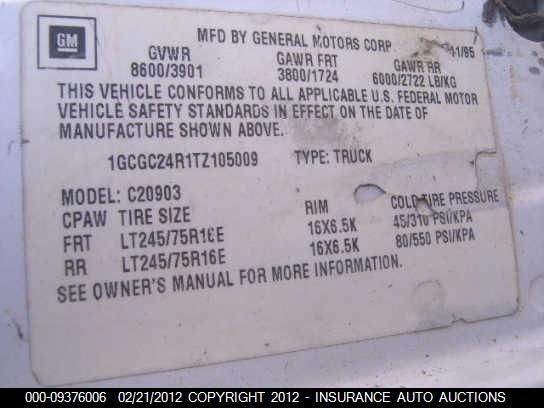 GM
MFD BY GENERAL MOTORS CORP 11/95
GVWR GAWR FRT GAWR RR
8600/3901 3800/1724 6000/2722 LB/KG
THIS VEHICLE CONFORMS TO ALL APPLICABLE U.S. FEDERAL MOTOR
VEHICLE SAFETY STANDARDS IN EFFECT ON THE DATE OF
MANUFACTURE SHOWN ABOVE.
1GCGC24R1TZ105009 TYPE: TRUCK
MODEL: C20903
CPAW TIRE SIZE RIM COLD TIRE PRESSURE
FRT LT245/75R16E 16X6.5K 45/310 PSI/KPA
RR LT245/75R16E 16X6.5K 80/550 PSI/KPA
SEE OWNER'S MANUAL FOR MORE INFORMATION.
000-09376006 02/21/2012 COPYRIGHT 2012 - INSURANCE AUTO AUCTIONS